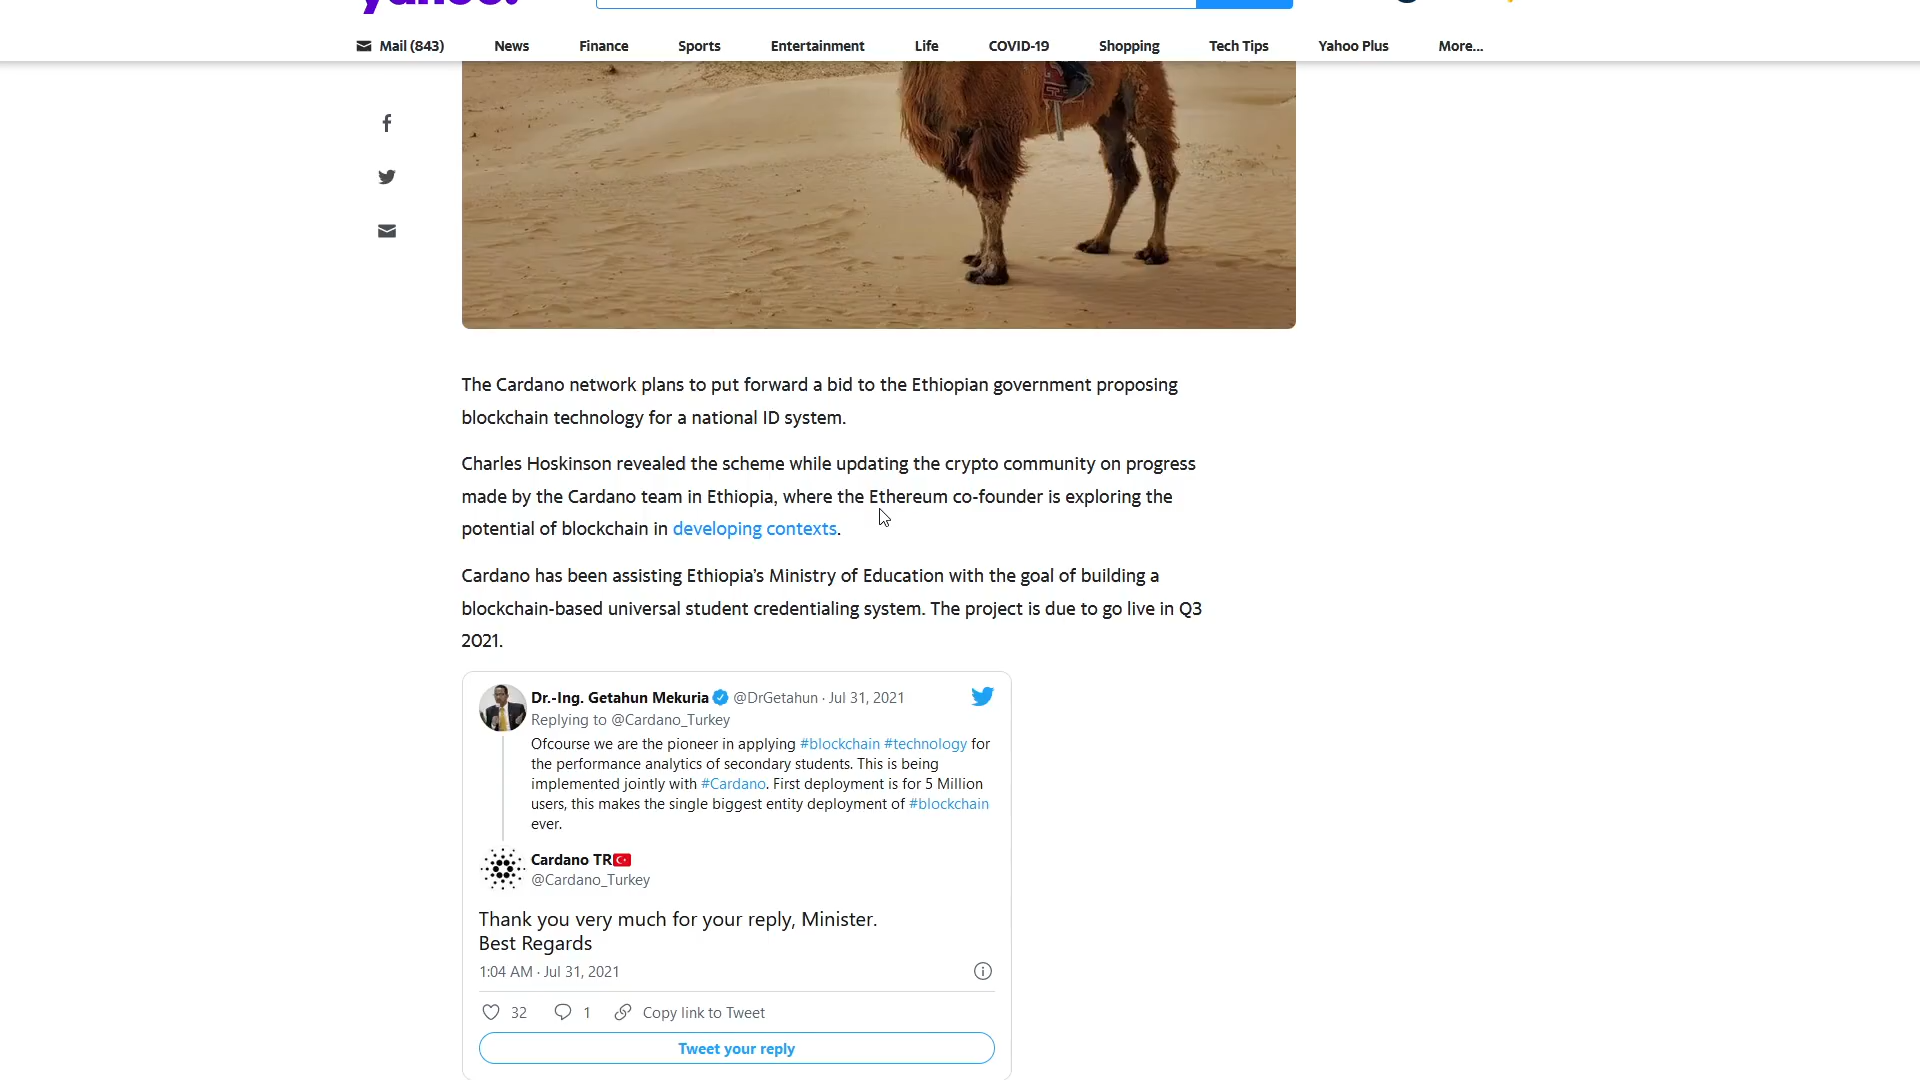 yahoo!
Mail (843) News Finance Sports Entertainment Life COVID-19 Shopping Tech Tips Yahoo Plus More...
The Cardano network plans to put forward a bid to the Ethiopian government proposing
blockchain technology for a national ID system.
Charles Hoskinson revealed the scheme while updating the crypto community on progress
made by the Cardano team in Ethiopia, where the Ethereum co-founder is exploring the
potential of blockchain in developing contexts.
Cardano has been assisting Ethiopia’s Ministry of Education with the goal of building a
blockchain-based universal student credentialing system. The project is due to go live in Q3
2021.
Dr.-Ing. Getahun Mekuria @DrGetahun · Jul 31, 2021
Replying to @Cardano_Turkey
Ofcourse we are the pioneer in applying #blockchain #technology for
the performance analytics of secondary students. This is being
implemented jointly with #Cardano. First deployment is for 5 Million
users, this makes the single biggest entity deployment of #blockchain
ever.
Cardano TR🇹🇷
@Cardano_Turkey
Thank you very much for your reply, Minister.
Best Regards
1:04 AM · Jul 31, 2021
32 1 Copy link to Tweet
Tweet your reply